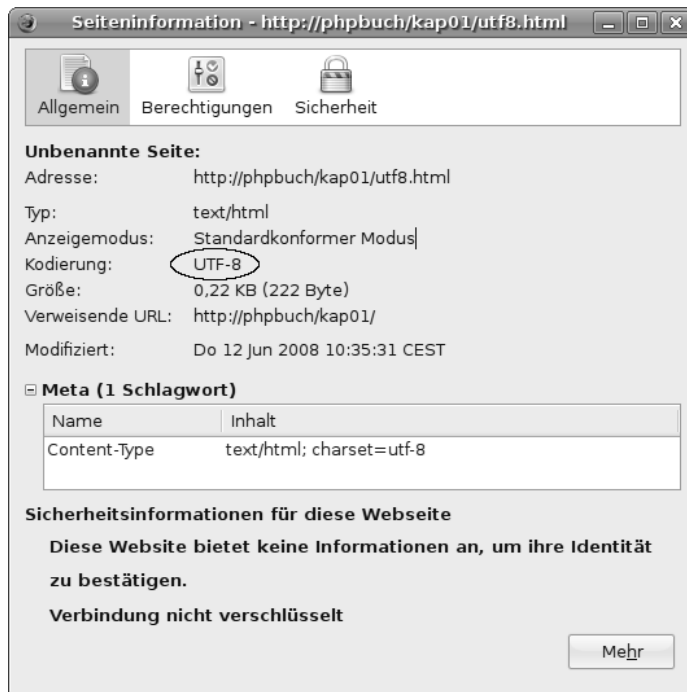 Seiteninformation - http://phpbuch/kap01/utf8.html
Allgemein Berechtigungen Sicherheit
Unbenannte Seite:
Adresse: http://phpbuch/kap01/utf8.html
Typ: text/html
Anzeigemodus: Standardkonformer Modus
Kodierung: UTF-8
Größe: 0,22 KB (222 Byte)
Verweisende URL: http://phpbuch/kap01/
Modifiziert: Do 12 Jun 2008 10:35:31 CEST
Meta (1 Schlagwort)
Name Inhalt
Content-Type text/html; charset=utf-8
Sicherheitsinformationen für diese Webseite
Diese Website bietet keine Informationen an, um ihre Identität
zu bestätigen.
Verbindung nicht verschlüsselt
Mehr